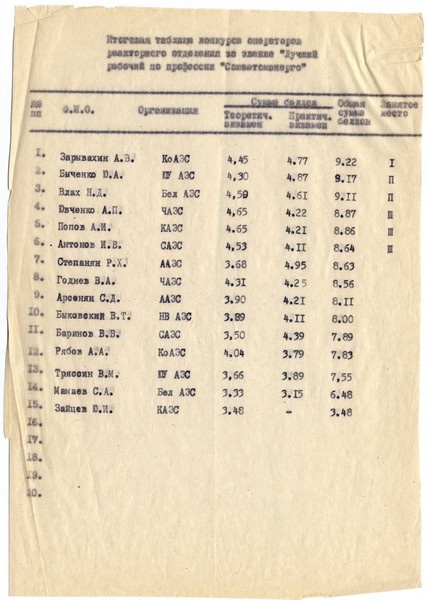 Итоговая таблица конкурса операторов
реакторного отделения за звание "Лучший
рабочий по профессии "Союзатомэнерго"
№№ пп Ф.И.О. Организация Сумма баллов Теоретич. экзамен Практич. экзамен Общая сумма баллов Занятое место
1. Зарывахин А.В. КоАЭС 4,45 4.77 9.22 I
2. Быченко Ю.А. ЮУ АЭС 4,30 4.87 9.17 П
3. Влах Н.Д. Бел АЭС 4,50 4.61 9.11 П
4. Ювченко А.П. ЧАЭС 4.65 4.22 8.87 Ш
5. Попов А.И. КАЭС 4.65 4.21 8.86 Ш
6. Антонов И.В. САЭС 4,53 4.11 8.64 Ш
7. Степанян Р.Х. ААЭС 3.68 4.95 8.63
8. Годнев В.А. ЧАЭС 4.31 4.25 8.56
9. Арсенян С.Д. ААЭС 3.90 4.21 8.11
10. Быковский В.Т. НВ АЭС 3.89 4.11 8.00
11. Баринов В.В. САЭС 3,50 4.39 7.89
12. Рябов А.А. КоАЭС 4.04 3.79 7.83
13. Тряссин В.М. ЮУ АЭС 3,66 3.89 7,55
14. Мамаев С.А. Бел АЭС 3.33 3.15 6.48
15. Зайцев Ю.И. КАЭС 3.48 - 3.48
16.
17.
18.
19.
20.